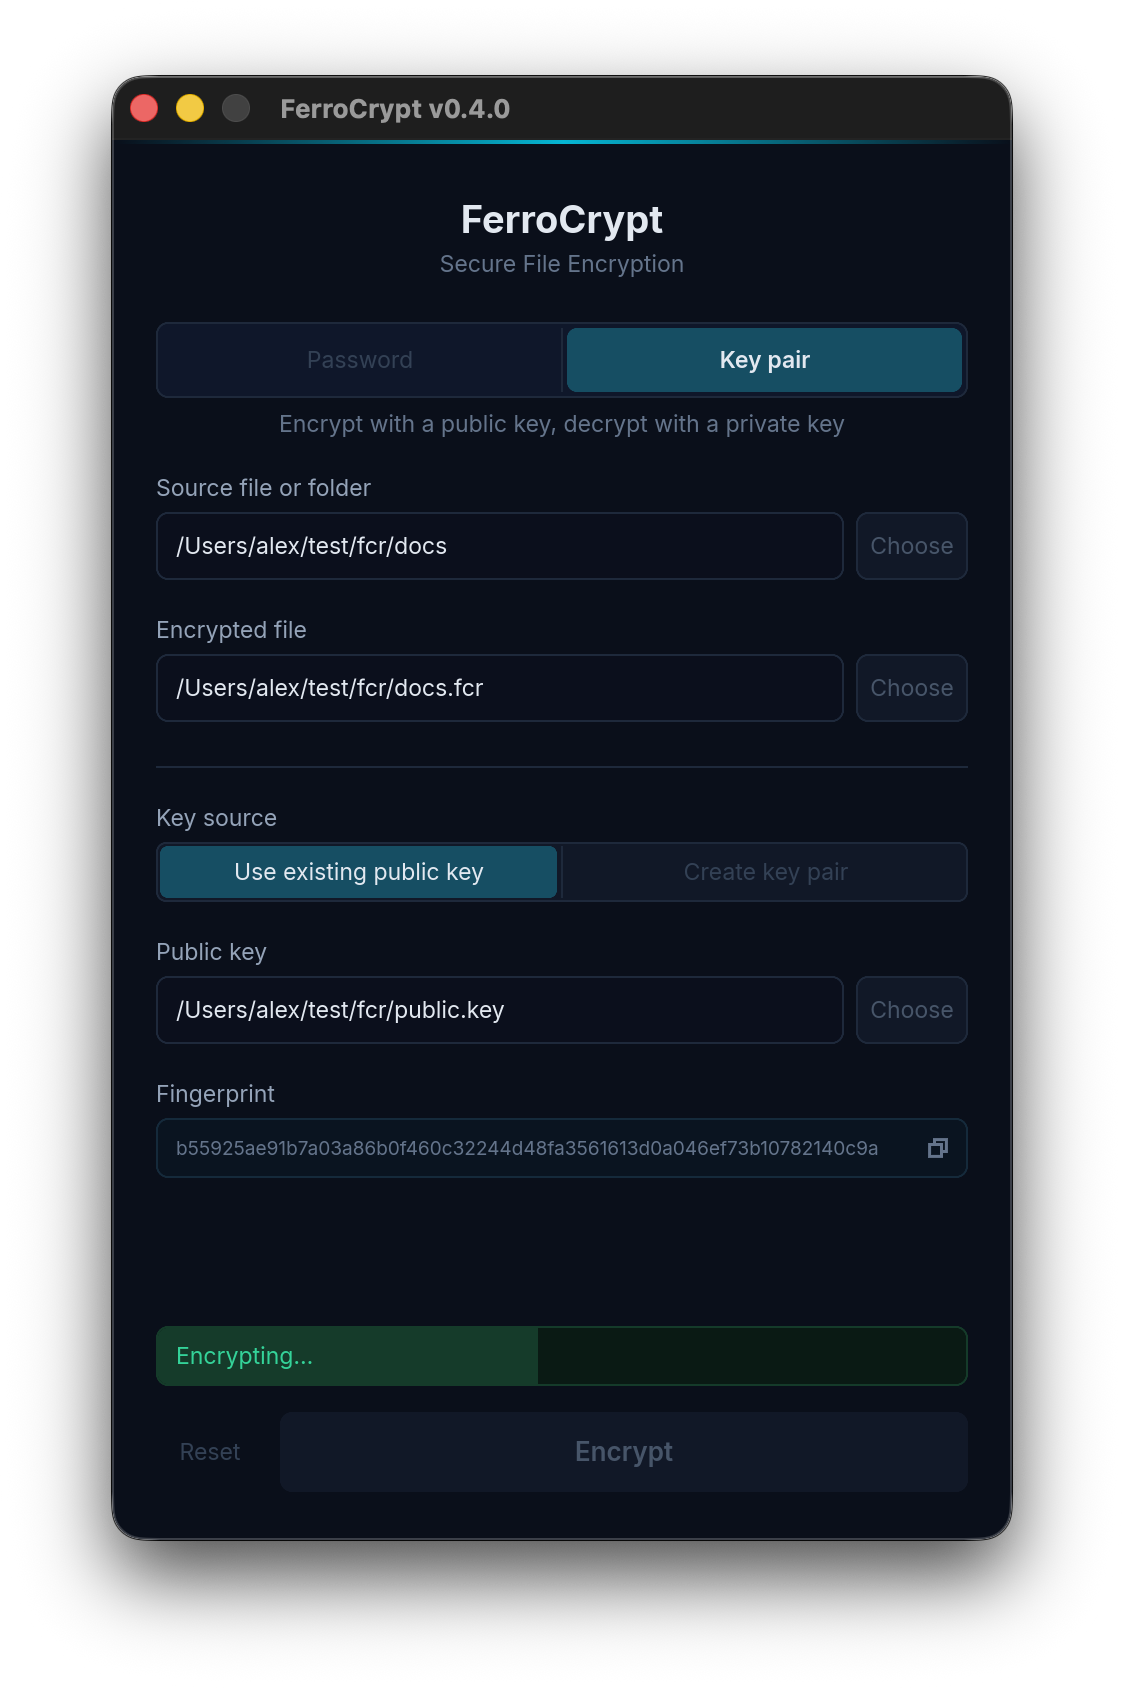 FerroCrypt v0.4.0
FerroCrypt
Secure File Encryption
Password
Key pair
Encrypt with a public key, decrypt with a private key
Source file or folder
/Users/alex/test/fcr/docs
Choose
Encrypted file
/Users/alex/test/fcr/docs.fcr
Choose
Key source
Use existing public key
Create key pair
Public key
/Users/alex/test/fcr/public.key
Choose
Fingerprint
b55925ae91b7a03a86b0f460c32244d48fa3561613d0a046ef73b10782140c9a
Encrypting...
Reset
Encrypt